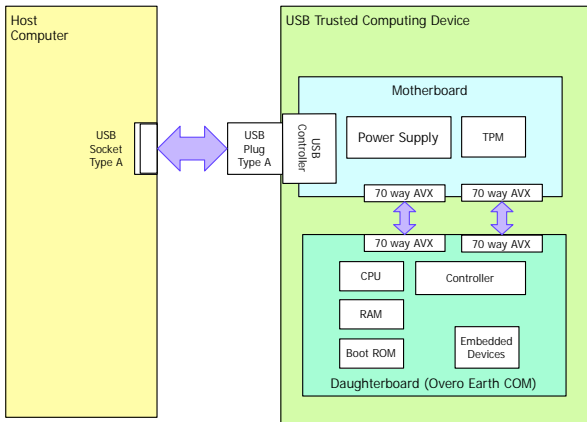 Host
Computer
USB
Socket
Type A
USB Trusted Computing Device
USB
Plug
Type A
USB
Controller
Motherboard
Power Supply
TPM
70 way AVX
70 way AVX
70 way AVX
70 way AVX
CPU
Controller
RAM
Boot ROM
Embedded
Devices
Daughterboard (Overo Earth COM)